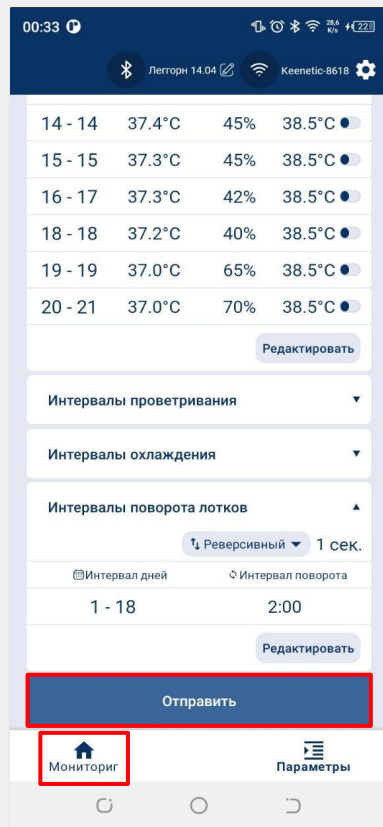 00:33 28,6 K/s 22
Леггорн 14.04 Keenetic-8618
14 - 14 37.4°C 45% 38.5°C
15 - 15 37.3°C 45% 38.5°C
16 - 17 37.3°C 42% 38.5°C
18 - 18 37.2°C 40% 38.5°C
19 - 19 37.0°C 65% 38.5°C
20 - 21 37.0°C 70% 38.5°C
Редактировать
Интервалы проветривания
Интервалы охлаждения
Интервалы поворота лотков
Реверсивный 1 сек.
Интервал дней Интервал поворота
1 - 18 2:00
Редактировать
Отправить
Мониториг Параметры